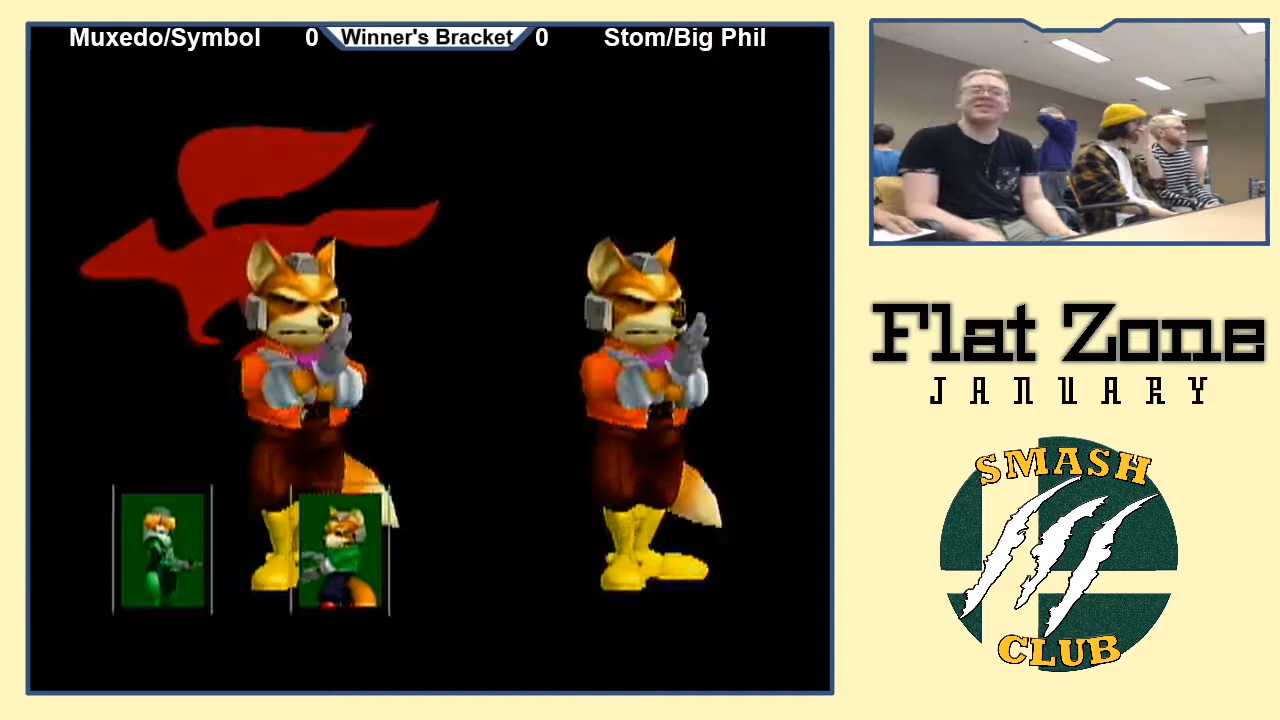 Muxedo/Symbol 0 Winner's Bracket 0 Stom/Big Phil
Flat Zone
JANUARY
SMASH
CLUB